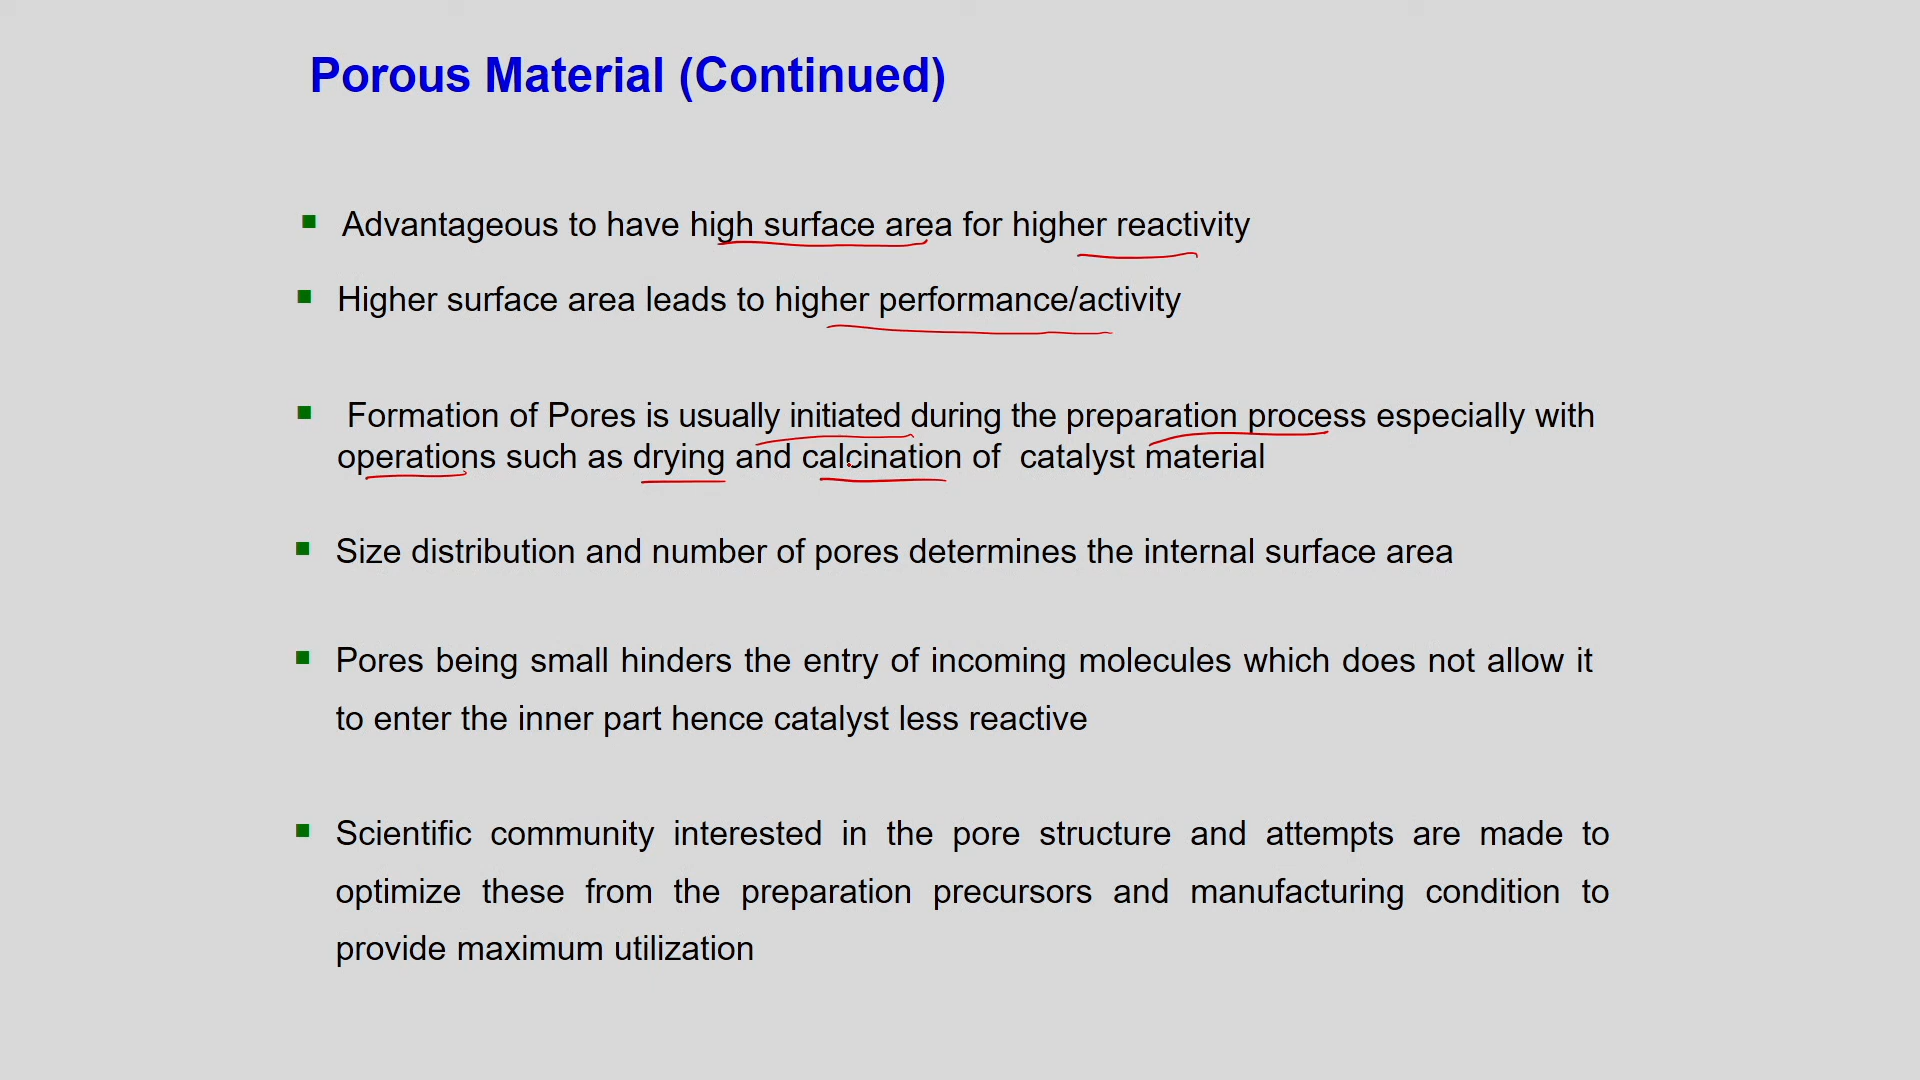 Porous Material (Continued)
Advantageous to have high surface area for higher reactivity
Higher surface area leads to higher performance/activity
Formation of Pores is usually initiated during the preparation process especially with
operations such as drying and calcination of catalyst material
Size distribution and number of pores determines the internal surface area
Pores being small hinders the entry of incoming molecules which does not allow it
to enter the inner part hence catalyst less reactive
Scientific community interested in the pore structure and attempts are made to
optimize these from the preparation precursors and manufacturing condition to
provide maximum utilization